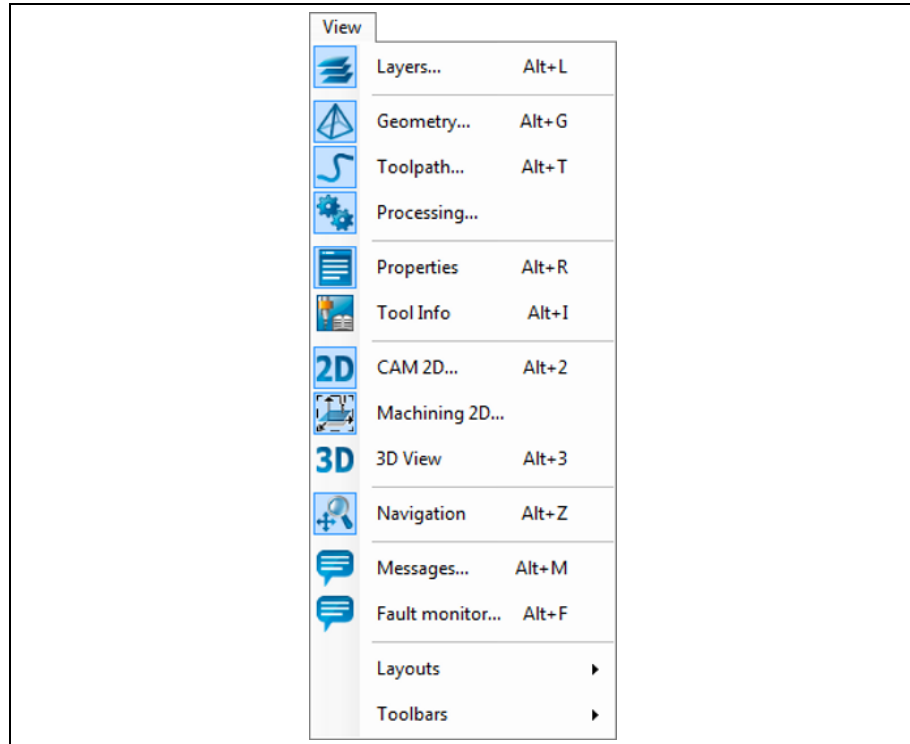 View
Layers... Alt+L
Geometry... Alt+G
Toolpath... Alt+T
Processing...
Properties Alt+R
Tool Info Alt+I
2D CAM 2D... Alt+2
Machining 2D...
3D 3D View Alt+3
Navigation Alt+Z
Messages... Alt+M
Fault monitor... Alt+F
Layouts
Toolbars